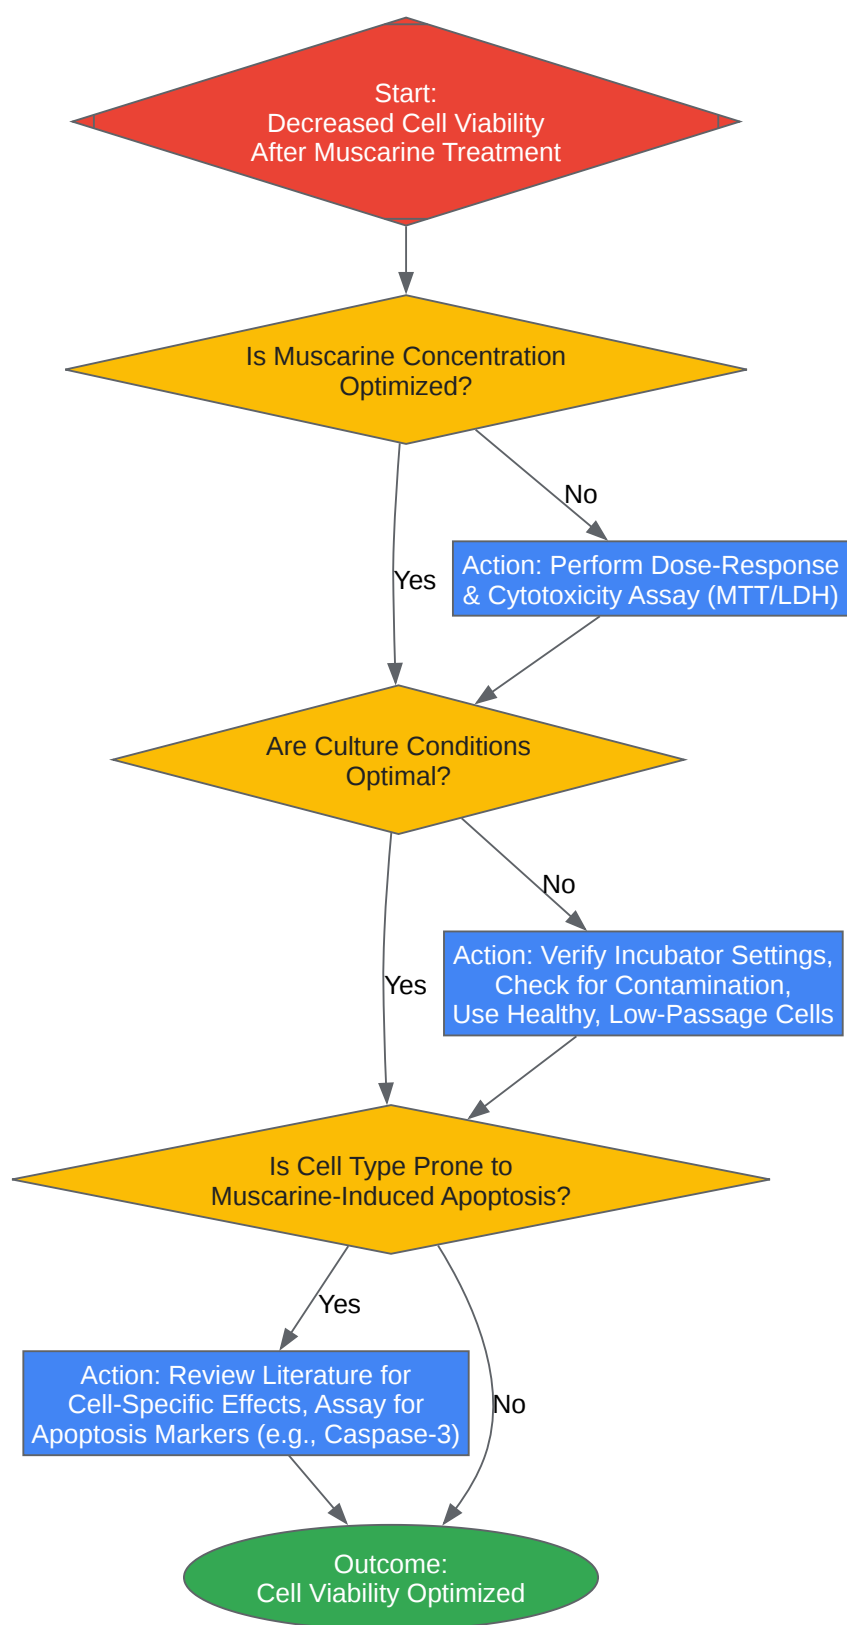 Start:
Decreased Cell Viability
After Muscarine Treatment
Is Muscarine Concentration
Optimized?
No
Yes
Action: Perform Dose-Response
& Cytotoxicity Assay (MTT/LDH)
Are Culture Conditions
Optimal?
No
Yes
Action: Verify Incubator Settings,
Check for Contamination,
Use Healthy, Low-Passage Cells
Is Cell Type Prone to
Muscarine-Induced Apoptosis?
Yes
No
Action: Review Literature for
Cell-Specific Effects, Assay for
Apoptosis Markers (e.g., Caspase-3)
Outcome:
Cell Viability Optimized